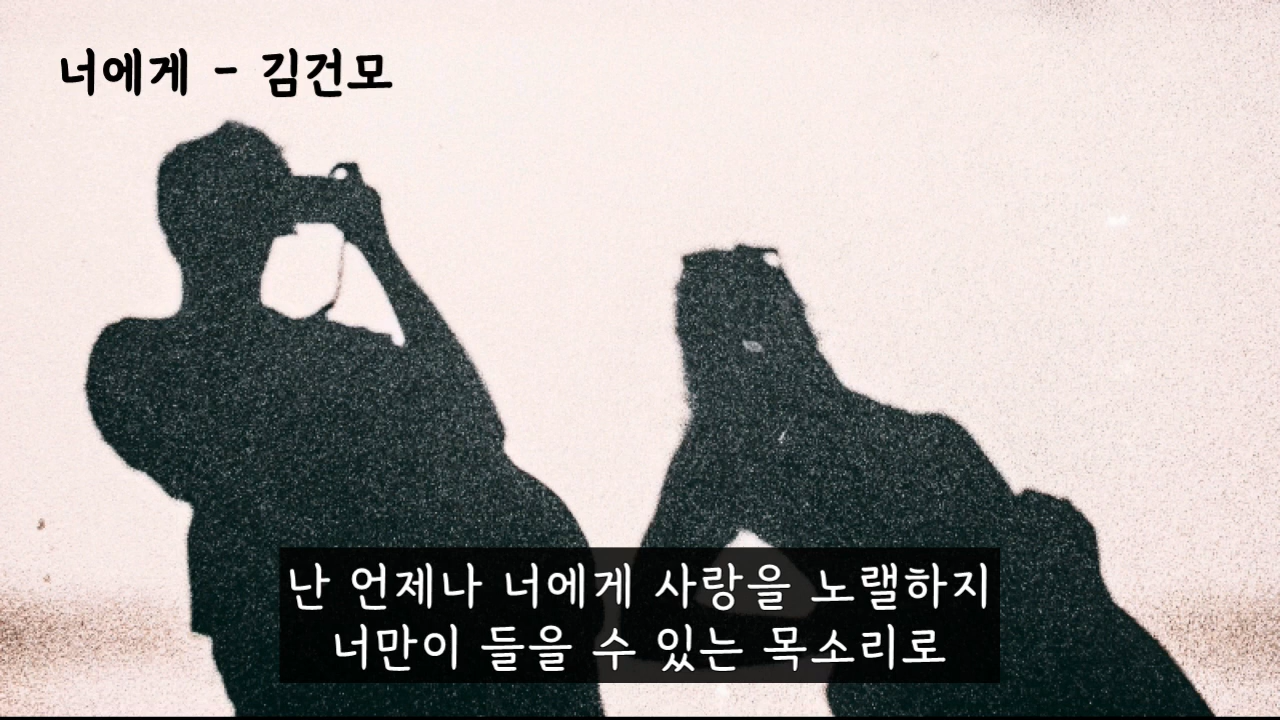 너에게 - 김건모
난 언제나 너에게 사랑을 노랠하지
너만이 들을 수 있는 목소리로